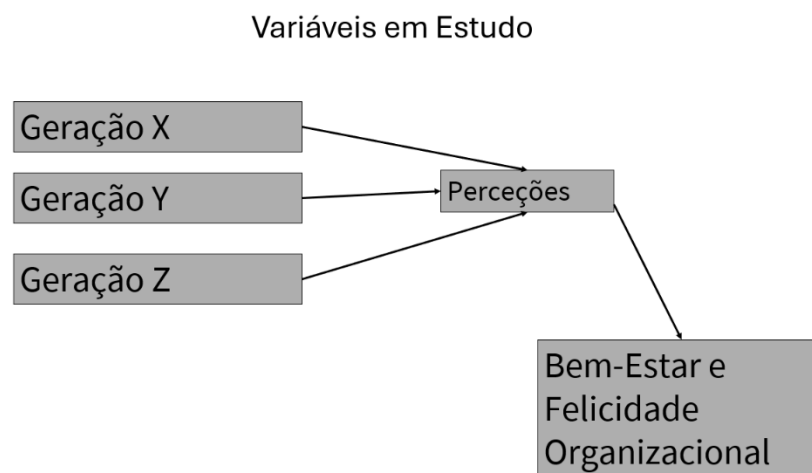 Variáveis em Estudo
Geração X
Geração Y
Perceções
Geração Z
Bem-Estar e
Felicidade
Organizacional